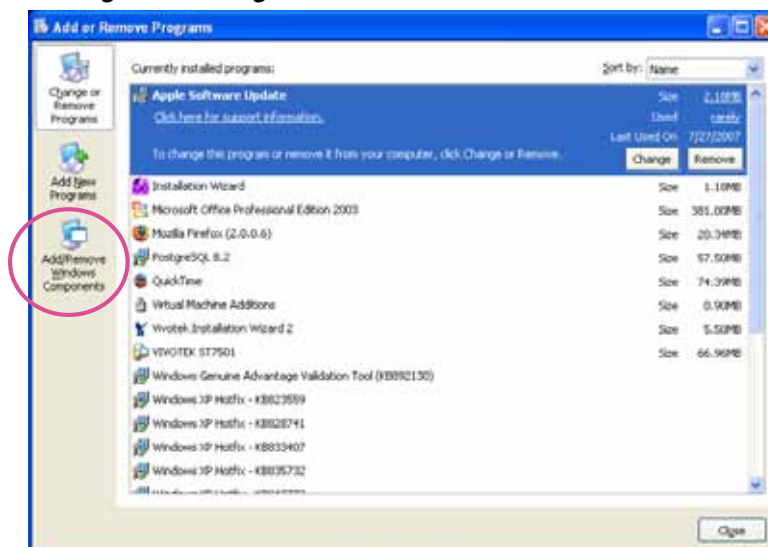 Add or Remove Programs
Currently installed programs:
Sort by: Name
Change or
Remove
Programs
Add New
Programs
Add/Remove
Windows
Components
Apple Software Update
Size 2.18MB
Click here for support information.
Used rarely
Last Used On 7/27/2007
To change this program or remove it from your computer, click Change or Remove.
Change Remove
Installation Wizard Size 1.10MB
Microsoft Office Professional Edition 2003 Size 381.00MB
Mozilla Firefox (2.0.0.6) Size 20.34MB
PostgreSQL 8.2 Size 57.50MB
QuickTime Size 74.39MB
Virtual Machine Additions Size 0.90MB
Vivotek Installation Wizard 2 Size 5.50MB
VIVOTEK ST7501 Size 66.96MB
Windows Genuine Advantage Validation Tool (KB892130)
Windows XP Hotfix - KB823559
Windows XP Hotfix - KB828741
Windows XP Hotfix - KB833407
Windows XP Hotfix - KB835732
Close